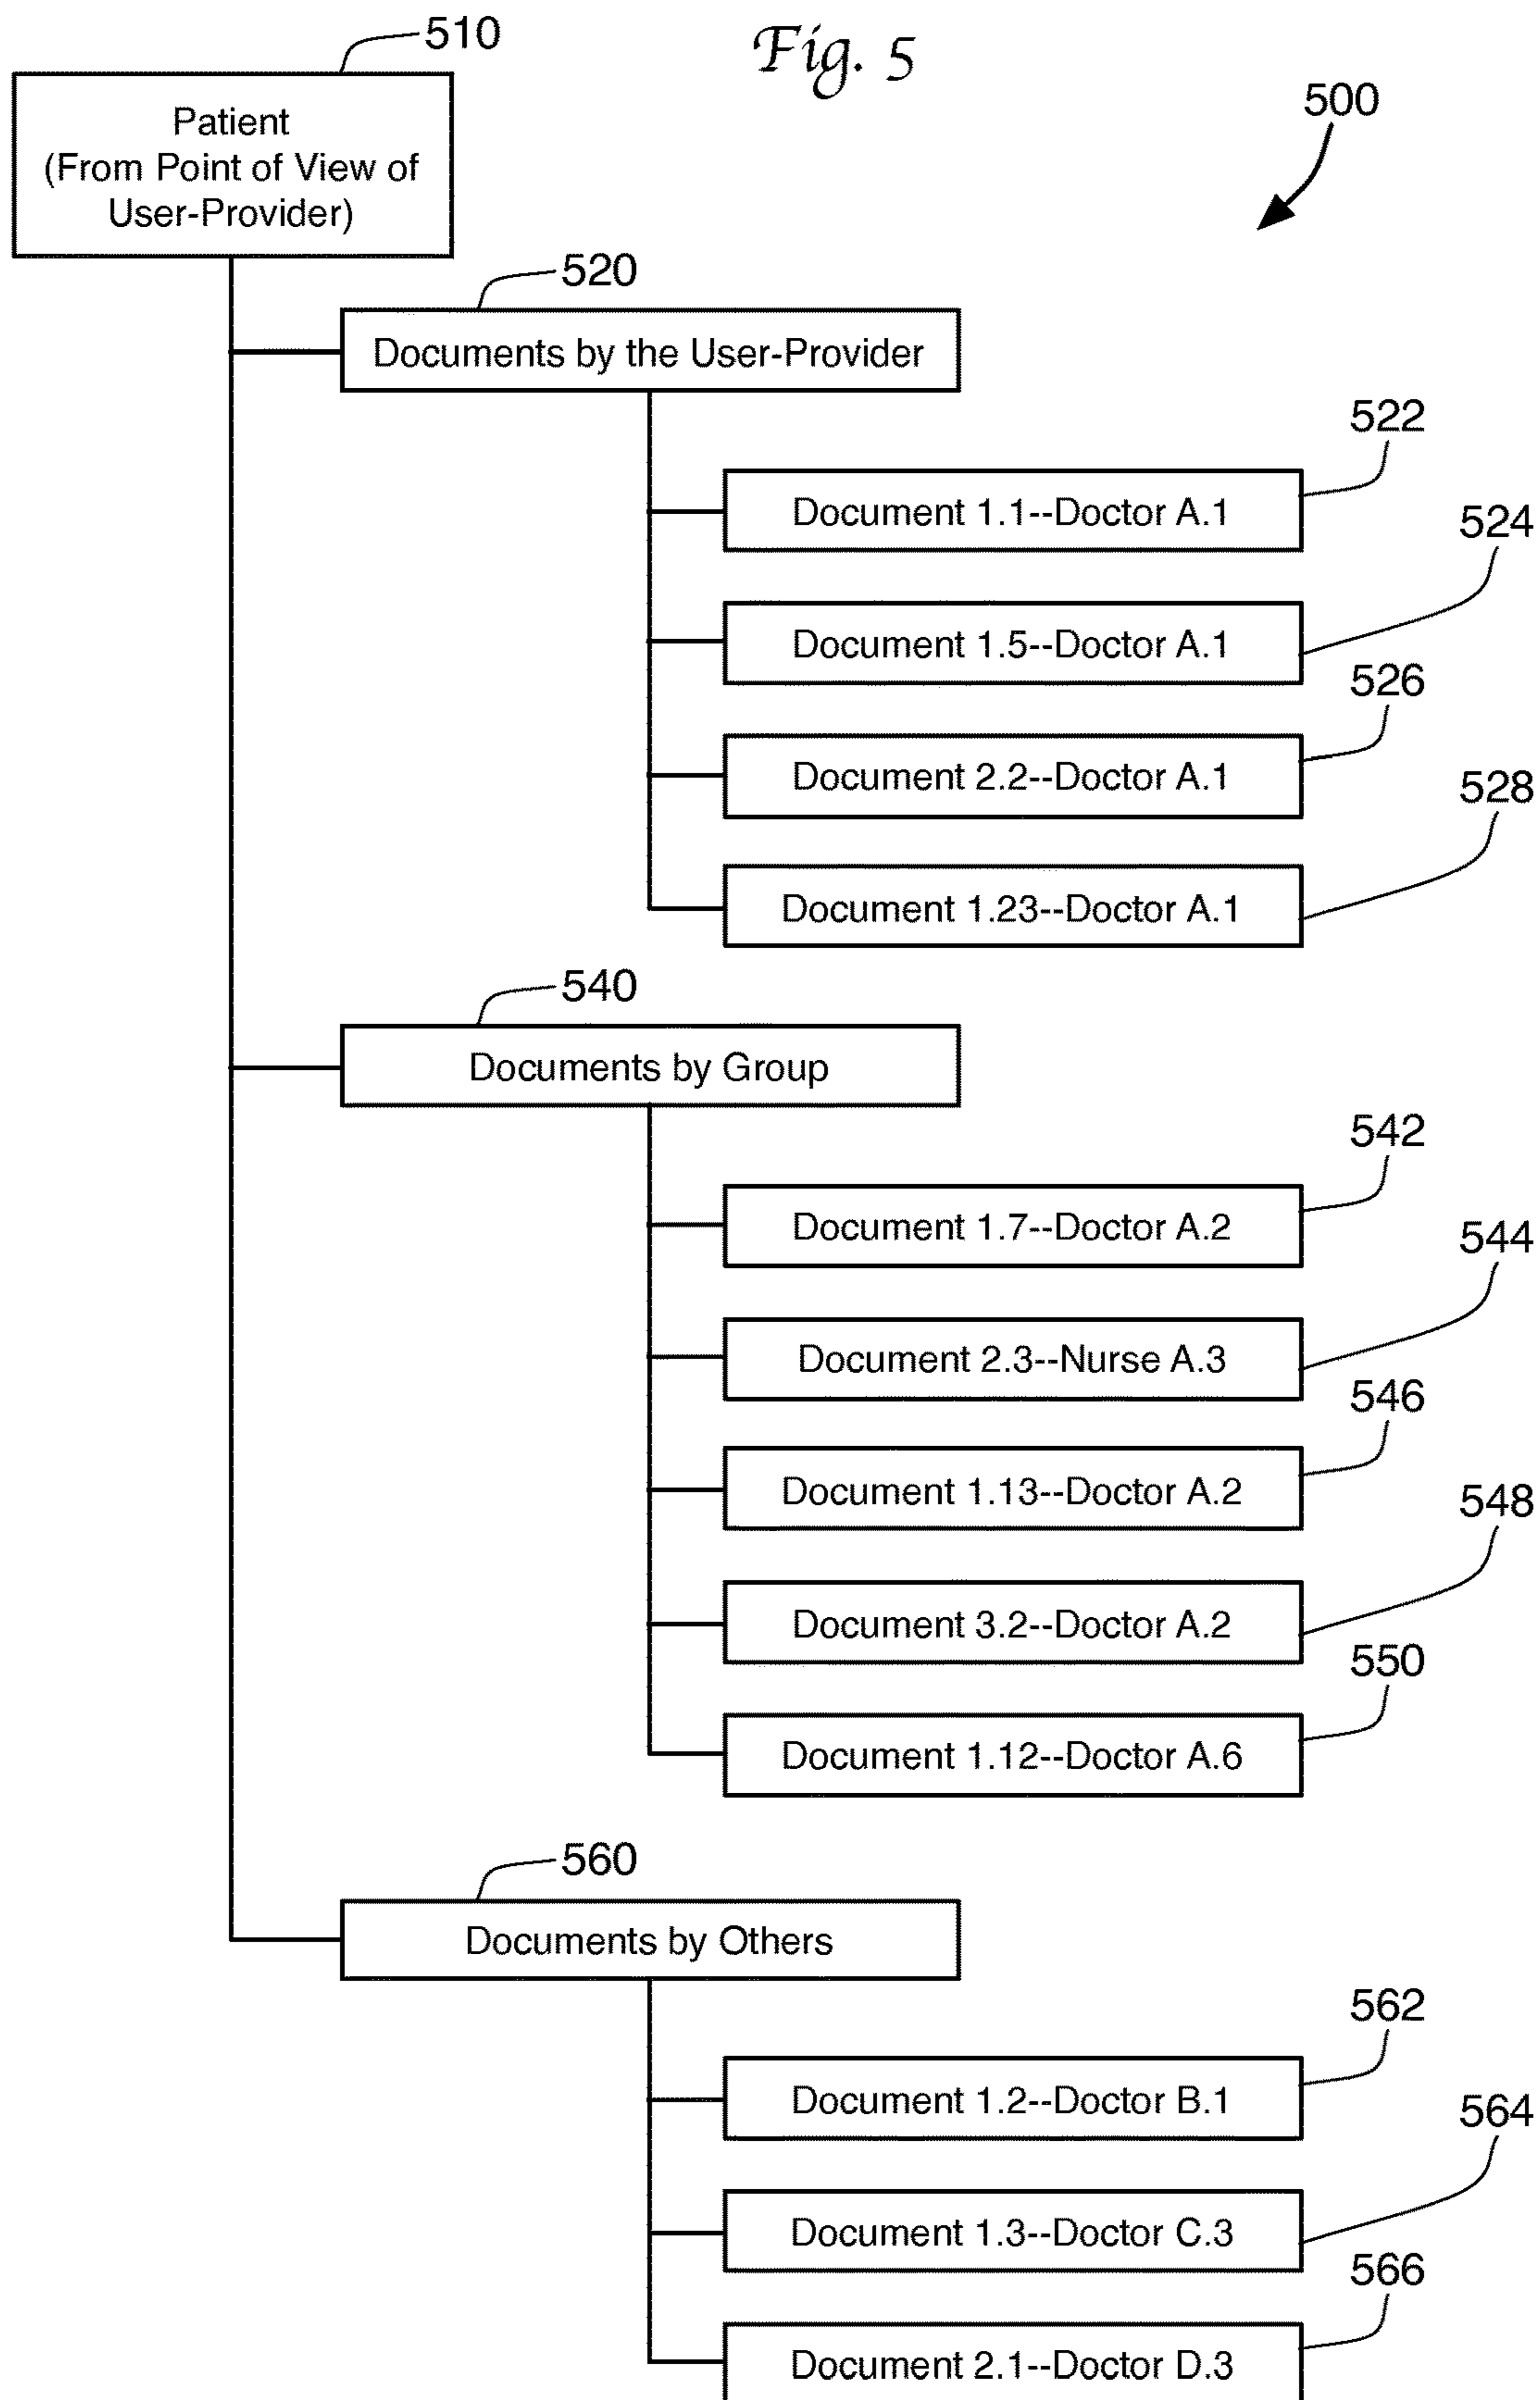 510
Fig. 5
500
Patient
(From Point of View of
User-Provider)
520
Documents by the User-Provider
522
Document 1.1--Doctor A.1
524
Document 1.5--Doctor A.1
526
Document 2.2--Doctor A.1
528
Document 1.23--Doctor A.1
540
Documents by Group
542
Document 1.7--Doctor A.2
544
Document 2.3--Nurse A.3
546
Document 1.13--Doctor A.2
548
Document 3.2--Doctor A.2
550
Document 1.12--Doctor A.6
560
Documents by Others
562
Document 1.2--Doctor B.1
564
Document 1.3--Doctor C.3
566
Document 2.1--Doctor D.3